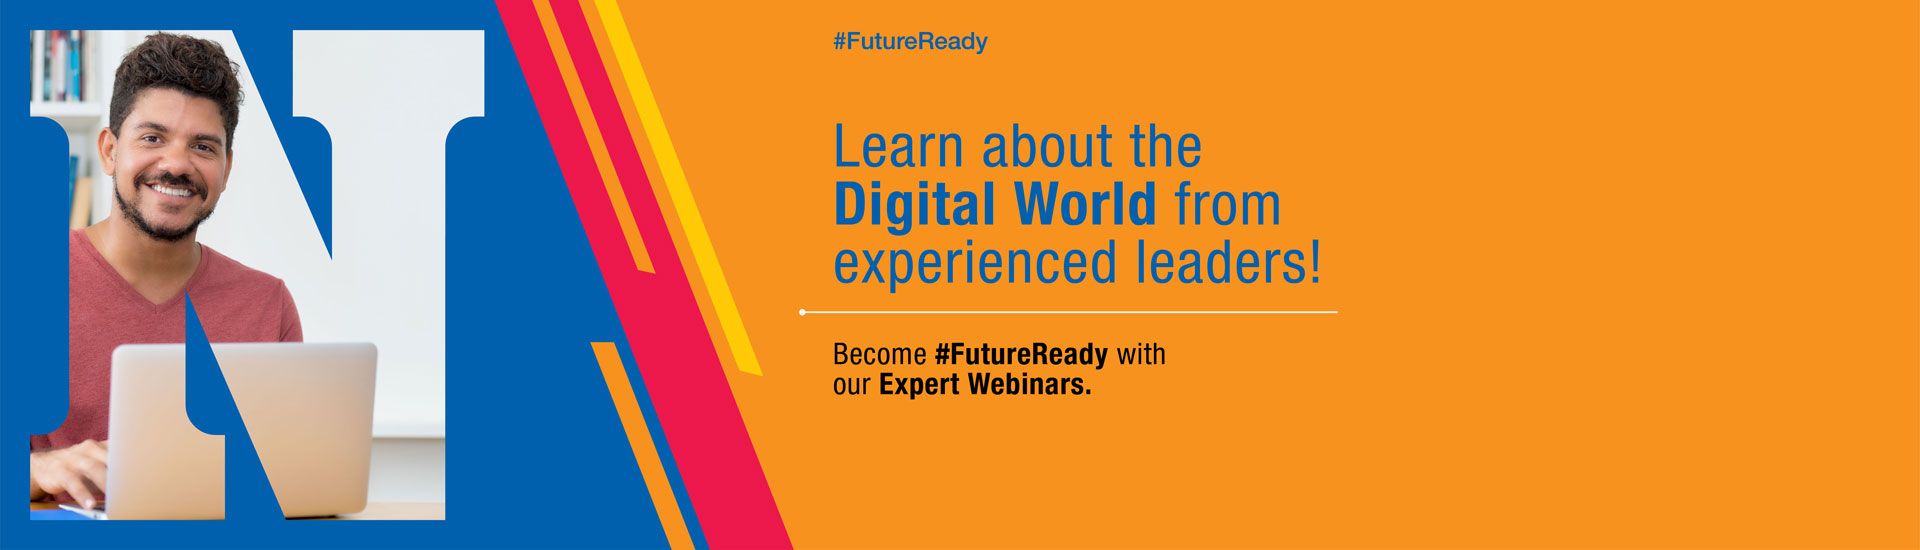 N
#FutureReady
Learn about the
Digital World from
experienced leaders!
Become #FutureReady with
our Expert Webinars.